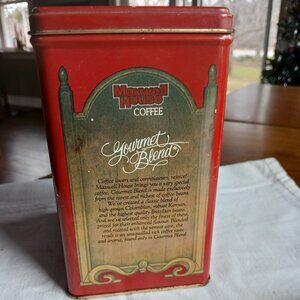 Maxwell
House
COFFEE
Gourmet
Blend
Coffee lovers and connoisseurs, rejoice!
Maxwell House brings you a very special
coffee. Gourmet Blend is made exclusively
from the rarest and richest of coffee beans.
We've created a classic blend of
high-grown Colombian, robust Kenyan,
and the highest quality Brazilian beans.
And we've selected only the finest of these
prized for their enhanced flavour. Blended
and roasted with the utmost care, the
result is an unequalled rich coffee taste
and aroma, found only in Gourmet Blend.